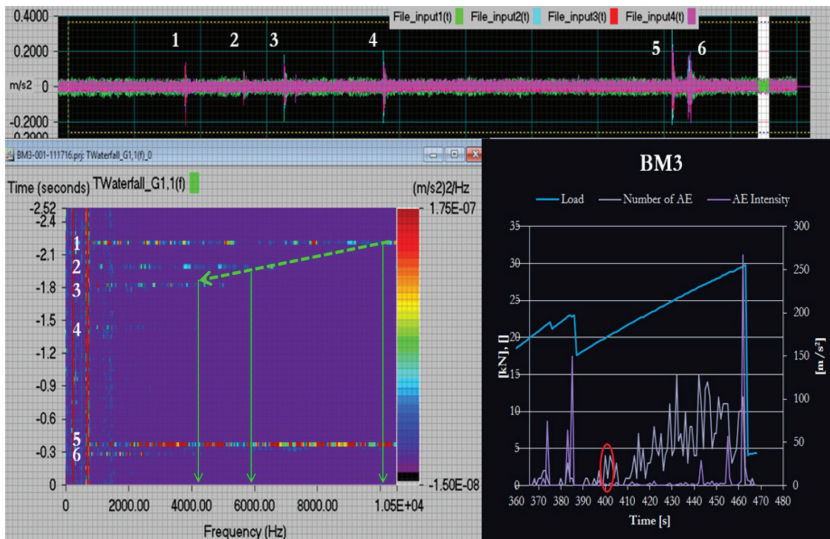 File_input1(t) File_input2(t) File_input3(t) File_input4(t)
0.4000
0.2000
m/s2 0
-0.2000
0.2000
1 2 3 4 5 6
BM3-001-111716.prj: TWaterfall_G1,1(f)_0
Time (seconds) TWaterfall_G1,1(f) (m/s2)2/Hz
-2.52 1.75E-07
-2.4
-2.1
-1.8
-1.5
-1.2
-0.9
-0.6
-0.3
0 -1.50E-08
1
2
3
4
5
6
0 2000.00 4000.00 6000.00 8000.00 1.05E+04
Frequency (Hz)
BM3
Load Number of AE AE Intensity
35 300
30 250
25 200
20 150
15 100
10 50
5 0
0
[kN], []
[m/s²]
360 370 380 390 400 410 420 430 440 450 460 470 480
Time [s]